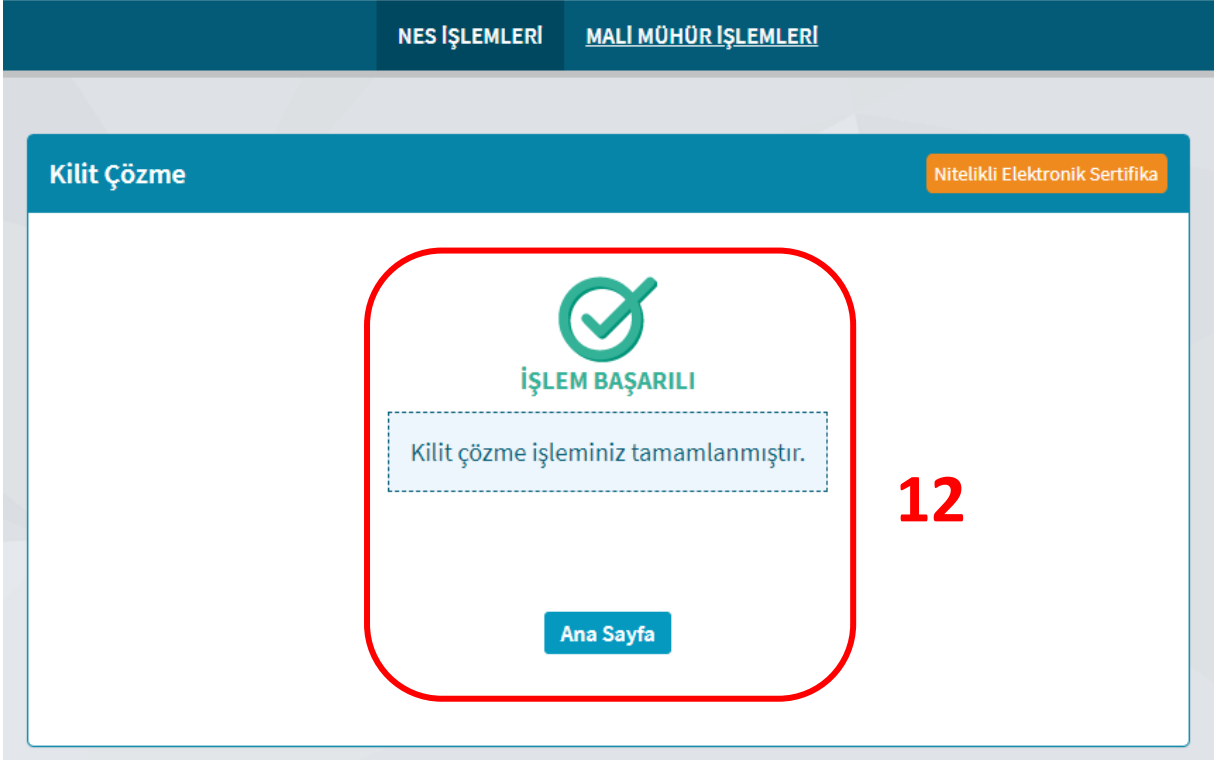 NES İŞLEMLERİ MALİ MÜHÜR İŞLEMLERİ
Kilit Çözme
Nitelikli Elektronik Sertifika
İŞLEM BAŞARILI
Kilit çözme işleminiz tamamlanmıştır.
12
Ana Sayfa